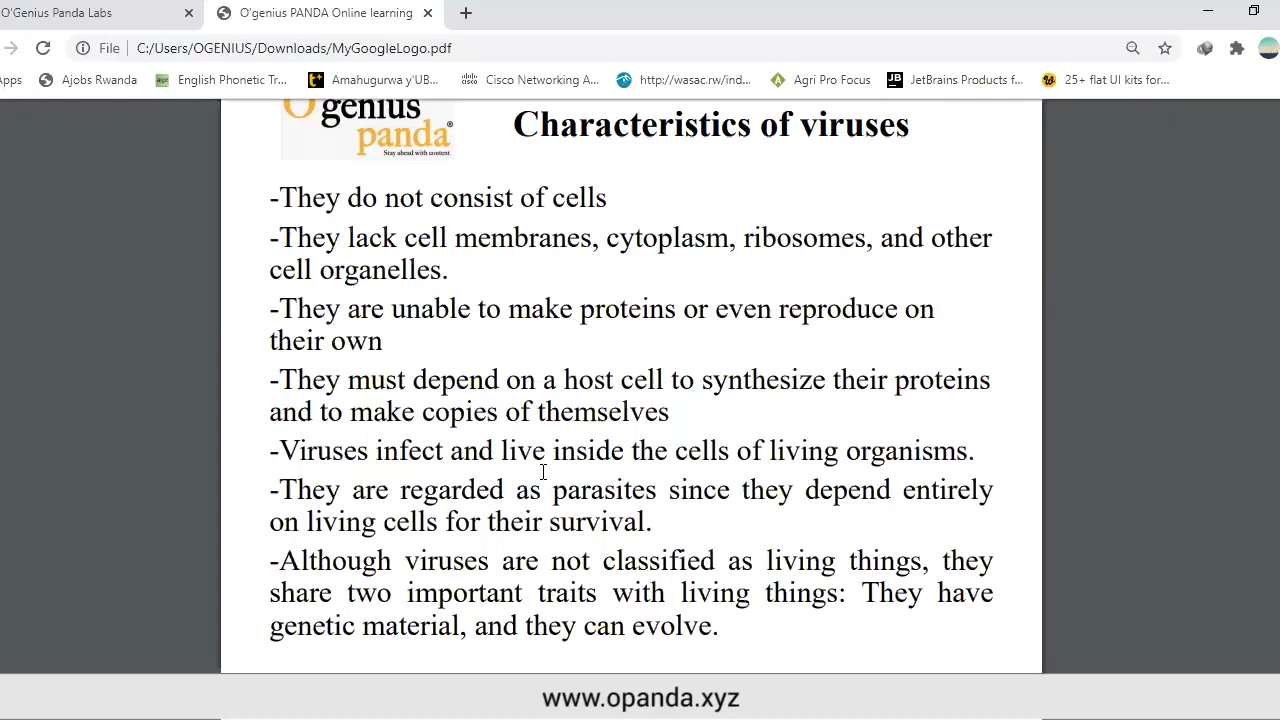 O'Genius Panda Labs
O'genius PANDA Online learning
File
C:/Users/OGENIUS/Downloads/MyGoogleLogo.pdf
Apps
Ajobs Rwanda
English Phonetic Tr...
Amahugurwa y'UB...
Cisco Networking A...
http://wasac.rw/ind...
Agri Pro Focus
JetBrains Products f...
25+ flat UI kits for...
O'genius
panda®
Stay ahead with content
Characteristics of viruses
-They do not consist of cells
-They lack cell membranes, cytoplasm, ribosomes, and other
cell organelles.
-They are unable to make proteins or even reproduce on
their own
-They must depend on a host cell to synthesize their proteins
and to make copies of themselves
-Viruses infect and live inside the cells of living organisms.
-They are regarded as parasites since they depend entirely
on living cells for their survival.
-Although viruses are not classified as living things, they
share two important traits with living things: They have
genetic material, and they can evolve.
www.opanda.xyz